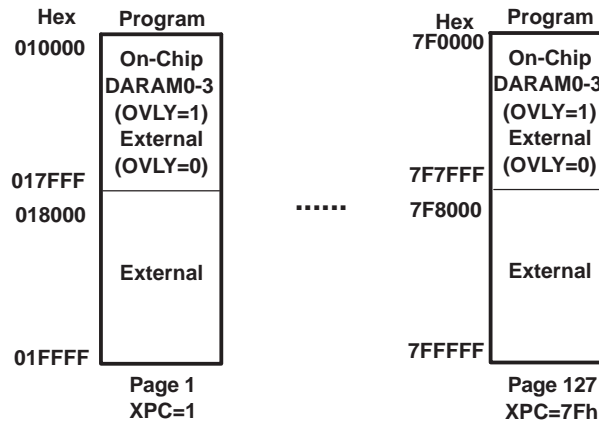 Hex Program
010000
On-Chip
DARAM0-3
(OVLY=1)
External
(OVLY=0)
017FFF
018000
External
01FFFF
Page 1
XPC=1
......
Hex Program
7F0000
On-Chip
DARAM0-3
(OVLY=1)
External
(OVLY=0)
7F7FFF
7F8000
External
7FFFFF
Page 127
XPC=7Fh